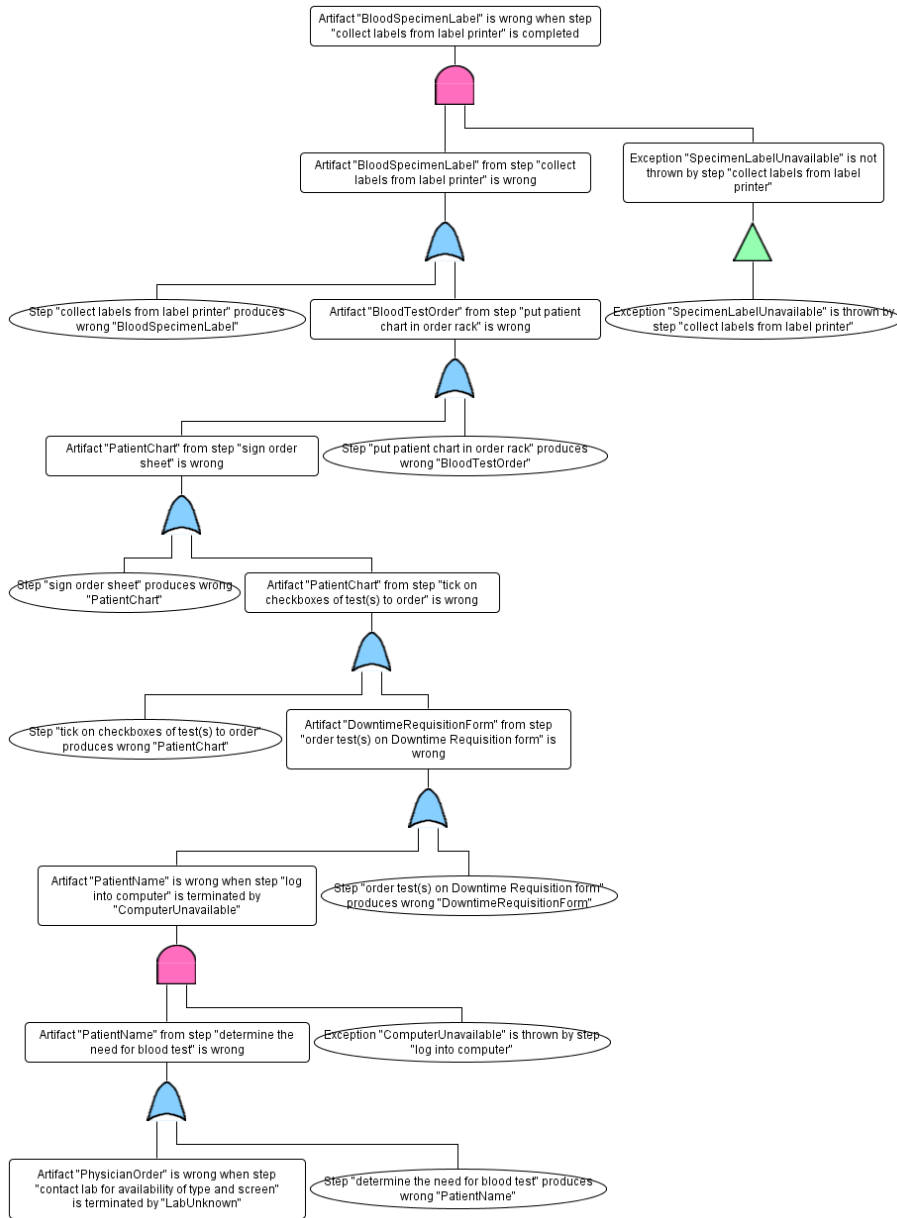 Artifact "BloodSpecimenLabel" is wrong when step
"collect labels from label printer" is completed
Artifact "BloodSpecimenLabel" from step "collect
labels from label printer" is wrong
Exception "SpecimenLabelUnavailable" is not
thrown by step "collect labels from label
printer"
Step "collect labels from label printer" produces
wrong "BloodSpecimenLabel"
Artifact "BloodTestOrder" from step "put patient
chart in order rack" is wrong
Exception "SpecimenLabelUnavailable" is thrown by
step "collect labels from label printer"
Artifact "PatientChart" from step "sign order
sheet" is wrong
Step "put patient chart in order rack" produces
wrong "BloodTestOrder"
Step "sign order sheet" produces wrong
"PatientChart"
Artifact "PatientChart" from step "tick on
checkboxes of test(s) to order" is wrong
Step "tick on checkboxes of test(s) to order"
produces wrong "PatientChart"
Artifact "DowntimeRequisitionForm" from step
"order test(s) on Downtime Requisition form" is
wrong
Artifact "PatientName" is wrong when step "log
into computer" is terminated by
"ComputerUnavailable"
Step "order test(s) on Downtime Requisition form"
produces wrong "DowntimeRequisitionForm"
Artifact "PatientName" from step "determine the
need for blood test" is wrong
Exception "ComputerUnavailable" is thrown by step
"log into computer"
Artifact "PhysicianOrder" is wrong when step
"contact lab for availability of type and screen"
is terminated by "LabUnknown"
Step "determine the need for blood test" produces
wrong "PatientName"